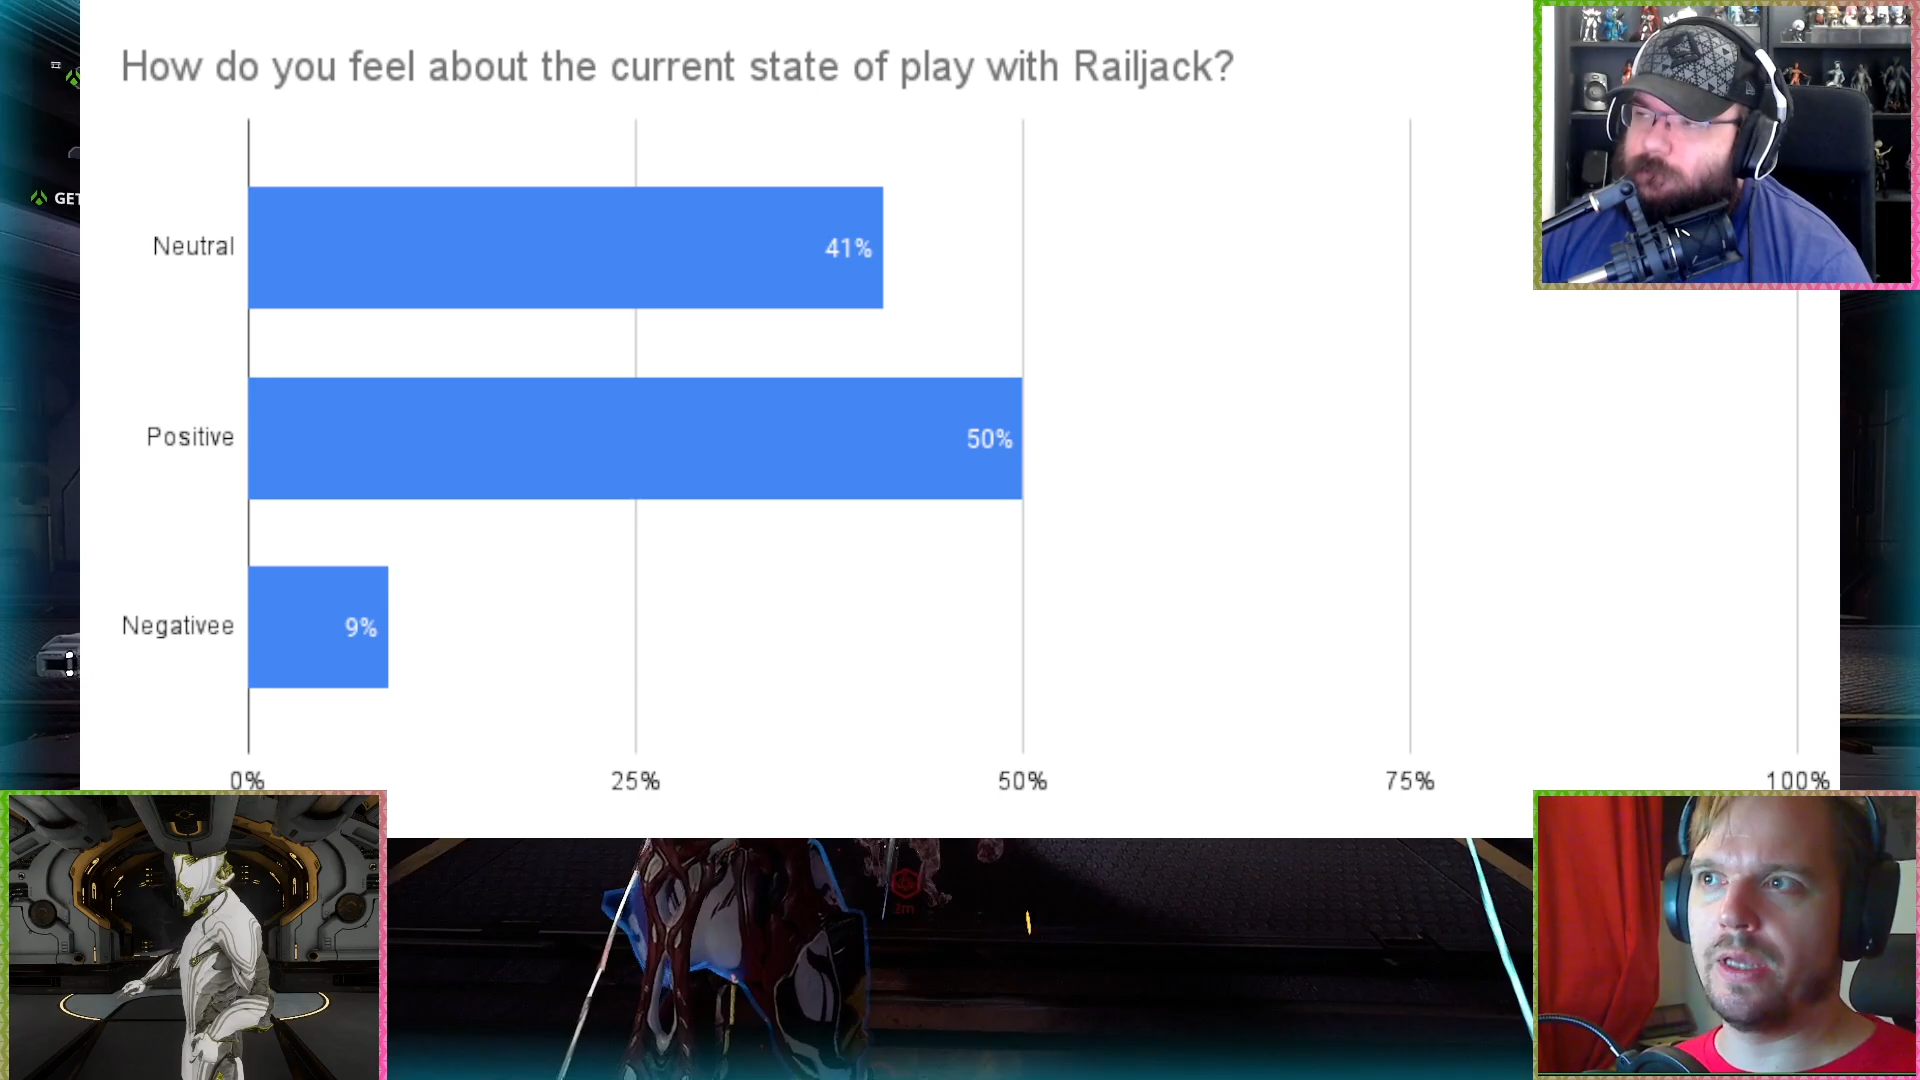 How do you feel about the current state of play with Railjack?
GET
Neutral
41%
Positive
50%
Negativee
9%
0%
25%
50%
75%
100%
2m